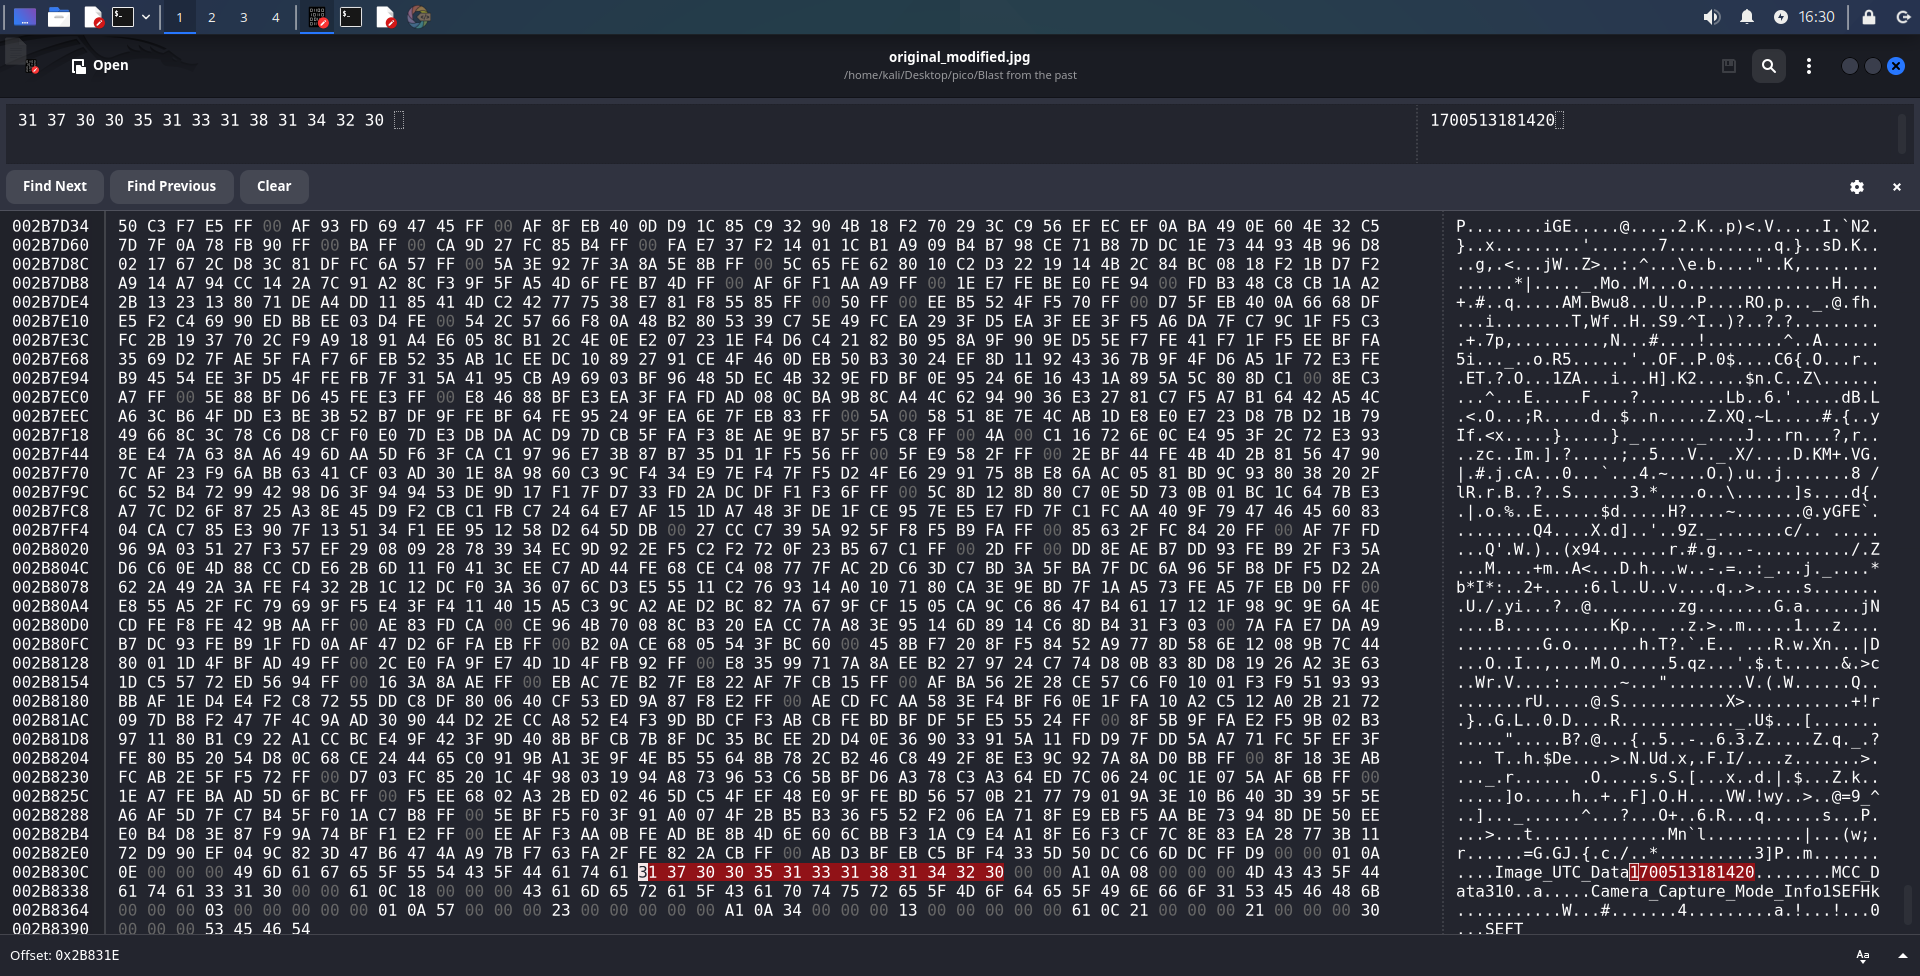 1 2 3 4 16:30
Open
original_modified.jpg
/home/kali/Desktop/pico/Blast from the past
31 37 30 30 35 31 33 31 38 31 34 32 30 1700513181420
Find Next Find Previous Clear
002B7D34 50 C3 F7 E5 FF 00 AF 93 FD 69 47 45 FF 00 AF 8F EB 40 0D D9 1C 85 C9 32 90 4B 18 F2 70 29 3C C9 56 EF EC EF 0A BA 49 0E 60 4E 32 C5
002B7D60 7D 7F 0A 78 FB 90 FF 00 BA FF 00 CA 9D 27 FC 85 B4 FF 00 FA E7 37 F2 14 01 1C B1 A9 09 B4 B7 98 CE 71 B8 7D DC 1E 73 44 93 4B 96 D8
002B7D8C 02 17 67 2C D8 3C 81 DF FC 6A 57 FF 00 5A 3E 92 7F 3A 8A 5E 8B FF 00 5C 65 FE 62 80 10 C2 D3 22 19 14 4B 2C 84 BC 08 18 F2 1B D7 F2
002B7DB8 A9 14 A7 94 CC 14 2A 7C 91 A2 8C F3 9F 5F A5 4D 6F FE B7 4D FF 00 AF 6F F1 AA A9 FF 00 1E E7 FE BE E0 FE 94 00 FD B3 48 C8 CB 1A A2
002B7DE4 2B 13 23 13 80 71 DE A4 DD 11 85 41 4D C2 42 77 75 38 E7 81 F8 55 85 FF 00 50 FF 00 EE B5 52 4F F5 70 FF 00 D7 5F EB 40 0A 66 68 DF
002B7E10 E5 F2 C4 69 90 ED BB EE 03 D4 FE 00 54 2C 57 66 F8 0A 48 B2 80 53 39 C7 5E 49 FC EA 29 3F D5 EA 3F EE 3F F5 A6 DA 7F C7 9C 1F F5 C3
002B7E3C FC 2B 19 37 70 2C F9 A9 18 91 A4 E6 05 8C B1 2C 4E 0E E2 07 23 1E F4 D6 C4 21 82 B0 95 8A 9F 90 9E D5 5E F7 FE 41 F7 1F F5 EE BF FA
002B7E68 35 69 D2 7F AE 5F FA F7 6F EB 52 35 AB 1C EE DC 10 89 27 91 CE 4F 46 0D EB 50 B3 30 24 EF 8D 11 92 43 36 7B 9F 4F D6 A5 1F 72 E3 FE
002B7E94 B9 45 54 EE 3F D5 4F FE FB 7F 31 5A 41 95 CB A9 69 03 BF 96 48 5D EC 4B 32 9E FD BF 0E 95 24 6E 16 43 1A 89 5A 5C 80 8D C1 00 8E C3
002B7EC0 A7 FF 00 5E 88 BF D6 45 FE E3 FF 00 E8 46 88 BF E3 EA 3F FA FD AD 08 0C BA 9B 8C A4 4C 62 94 90 36 E3 27 81 C7 F5 A7 B1 64 42 A5 4C
002B7EEC A6 3C B6 4F DD E3 BE 3B 52 B7 DF 9F FE BF 64 FE 95 24 9F EA 6E 7F EB 83 FF 00 5A 00 58 51 8E 7E 4C AB 1D E8 E0 E7 23 D8 7B D2 1B 79
002B7F18 49 66 8C 3C 78 C6 D8 CF F0 E0 7D E3 DB DA AC D9 7D CB 5F FA F3 8E AE 9E B7 5F F5 C8 FF 00 4A 00 C1 16 72 6E 0C E4 95 3F 2C 72 E3 93
002B7F44 8E E4 7A 63 8A A6 49 6D AA 5D F6 3F CA C1 97 96 E7 3B 87 B7 35 D1 1F F5 56 FF 00 5F E9 58 2F FF 00 2E BF 44 FE 4B 4D 2B 81 56 47 90
002B7F70 7C AF 23 F9 6A BB 63 41 CF 03 AD 30 1E 8A 98 60 C3 9C F4 34 E9 7E F4 7F F5 D2 4F E6 29 91 75 8B E8 6A AC 05 81 BD 9C 93 80 38 20 2F
002B7F9C 6C 52 B4 72 99 42 98 D6 3F 94 94 53 DE 9D 17 F1 7F D7 33 FD 2A DC DF F1 F3 6F FF 00 5C 8D 12 8D 80 C7 0E 5D 73 0B 01 BC 1C 64 7B E3
002B7FC8 A7 7C D2 6F 87 25 A3 8E 45 D9 F2 CB C1 FB C7 24 64 E7 AF 15 1D A7 48 3F DE 1F CE 95 7E E5 E7 FD 7F C1 FC AA 40 9F 79 47 46 45 60 83
002B7FF4 04 CA C7 85 E3 90 7F 13 51 34 F1 EE 95 12 58 D2 64 5D DB 00 27 CC C7 39 5A 92 5F F8 F5 B9 FA FF 00 85 63 2F FC 84 20 FF 00 AF 7F FD
002B8020 96 9A 03 51 27 F3 57 EF 29 08 09 28 78 39 34 EC 9D 92 2E F5 C2 F2 72 0F 23 B5 67 C1 FF 00 2D FF 00 DD 8E AE B7 DD 93 FE B9 2F F3 5A
002B804C D6 C6 0E 4D 88 CC CD E6 2B 6D 11 F0 41 3C EE C7 AD 44 FE 68 CE C4 08 77 7F AC 2D C6 3D C7 BD 3A 5F BA 7F DC 6A 96 5F B8 DF F5 D2 2A
002B8078 62 2A 49 2A 3A FE F4 32 2B 1C 12 DC F0 3A 36 07 6C D3 E5 55 11 C2 76 93 14 A0 10 71 80 CA 3E 9E BD 7F 1A A5 73 FE A5 7F EB D0 FF 00
002B80A4 E8 55 A5 2F FC 79 69 9F F5 E4 3F F4 11 40 15 A5 C3 9C A2 AE D2 BC 82 7A 67 9F CF 15 05 CA 9C C6 86 47 B4 61 17 12 1F 98 9C 9E 6A 4E
002B80D0 CD FE F8 FE 42 9B AA FF 00 AE 83 FD CA 00 CE 96 4B 70 08 8C B3 20 EA CC 7A A8 3E 95 14 6D 89 14 C6 8D B4 31 F3 03 00 7A FA E7 DA A9
002B80FC B7 DC 93 FE B9 1F FD 0A AF 47 D2 6F FA EB FF 00 B2 0A CE 68 05 54 3F BC 60 00 45 8B F7 20 8F F5 84 52 A9 77 8D 58 6E 12 08 9B 7C 44
002B8128 80 01 1D 4F BF AD 49 FF 00 2C E0 FA 9F E7 4D 1D 4F FB 92 FF 00 E8 35 99 71 7A 8A EE B2 27 97 24 C7 74 D8 0B 83 8D D8 19 26 A2 3E 63
002B8154 1D C5 57 72 ED 56 94 FF 00 16 3A 8A AE FF 00 EB AC 7E B2 7F E8 22 AF 7F CB 15 FF 00 AF BA 56 2E 28 CE 57 C6 F0 10 01 F3 F9 51 93 93
002B8180 BB AF 1E D4 E4 F2 C8 72 55 DD C8 DF 80 06 40 CF 53 ED 9A 87 F8 E2 FF 00 AE CD FC AA 58 3E F4 BF F6 0E 1F FA 10 A2 C5 12 A0 2B 21 72
002B81AC 09 7D B8 F2 47 7F 4C 9A AD 30 90 44 D2 2E CC A8 52 E4 F3 9D BD CF F3 AB CB FE BD BF DF 5F E5 55 24 FF 00 8F 5B 9F FA E2 F5 9B 02 B3
002B81D8 97 11 80 B1 C9 22 A1 CC BC E4 9F 42 3F 9D 40 8B BF CB 7B 8F DC 35 BC EE 2D D4 0E 36 90 33 91 5A 11 FD D9 7F DD 5A A7 71 FC 5F EF 3F
002B8204 FE 80 B5 20 54 D8 0C 68 CE 24 44 65 C0 91 9B A1 3E 9F 4E B5 55 64 8B 78 2C B2 46 C8 49 2F 8E E3 9C 92 7A 8A D0 BB FF 00 8F 18 3E AB
002B8230 FC AB 2E 5F F5 72 FF 00 D7 03 FC 85 20 1C 4F 98 03 19 94 A8 73 96 53 C6 5B BF D6 A3 78 C3 A3 64 ED 7C 06 24 0C 1E 07 5A AF 6B FF 00
002B825C 1E A7 FE BA AD 5D 6F BC FF 00 F5 EE 68 02 A3 2B ED 02 46 5D C5 4F EF 48 E0 9F FE BD 56 57 0B 21 77 79 01 9A 3E 10 B6 40 3D 39 5F 5E
002B8288 A6 AF 5D 7F C7 B4 5F F0 1A C7 B8 FF 00 5E BF F5 F0 3F 91 A0 07 4F 2B B5 B3 36 F5 52 F2 06 EA 71 8F E9 EB F5 AA BE 73 94 8D DE 50 EE
002B82B4 E0 B4 D8 3E 87 F9 9A 74 BF F1 E2 FF 00 EE AF F3 AA 0B FE AD BE 8B 4D 6E 60 6C BB F3 1A C9 E4 A1 8F E6 F3 CF 7C 8E 83 EA 28 77 3B 11
002B82E0 72 D9 90 EF 04 9C 82 3D 47 B6 47 4A A9 7B F7 63 FA 2F FE 82 2A CB FF 00 AB D3 BF EB C5 BF F4 33 5D 50 DC C6 6D DC FF D9 00 00 01 0A
002B830C 0E 00 00 00 49 6D 61 67 65 5F 55 54 43 5F 44 61 74 61 31 37 30 30 35 31 33 31 38 31 34 32 30 00 00 A1 0A 08 00 00 00 4D 43 43 5F 44 ....Image_UTC_Data1700513181420........MCC_D
002B8338 61 74 61 33 31 30 00 00 61 0C 18 00 00 00 43 61 6D 65 72 61 5F 43 61 70 74 75 72 65 5F 4D 6F 64 65 5F 49 6E 66 6F 31 53 45 46 48 6B ata310..a.....Camera_Capture_Mode_Info1SEFHk
002B8364 00 00 00 03 00 00 00 00 01 0A 57 00 00 00 23 00 00 00 00 00 A1 0A 34 00 00 00 13 00 00 00 00 00 61 0C 21 00 00 00 21 00 00 00 30 ..........W...#.......4.........a.!...!...0
002B8390 00 00 00 53 45 46 54 ...SEFT
Offset: 0x2B831E